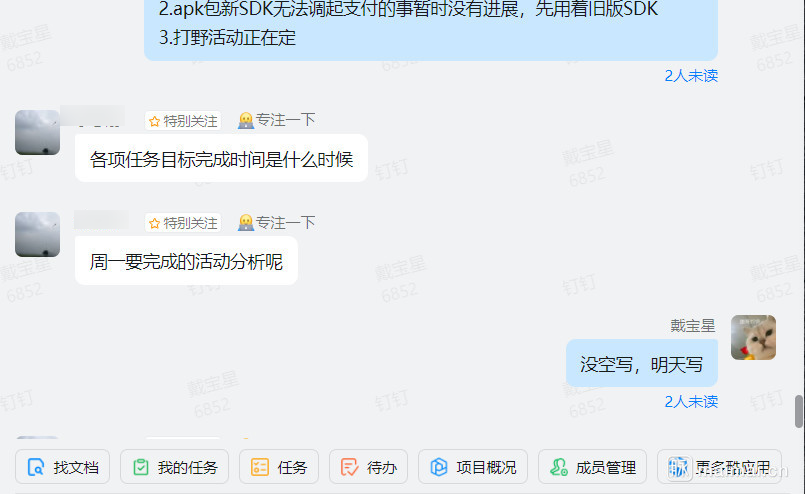 2.apk包新SDK无法调起支付的事暂时没有进展，先用着旧版SDK
3.打野活动正在定
2人未读
特别关注 专注一下
各项任务目标完成时间是什么时候
特别关注 专注一下
周一要完成的活动分析呢
戴宝星
没空写，明天写
2人未读
找文档 我的任务 任务 待办 项目概况 成员管理 更多酷应用
戴宝星
6852
钉钉